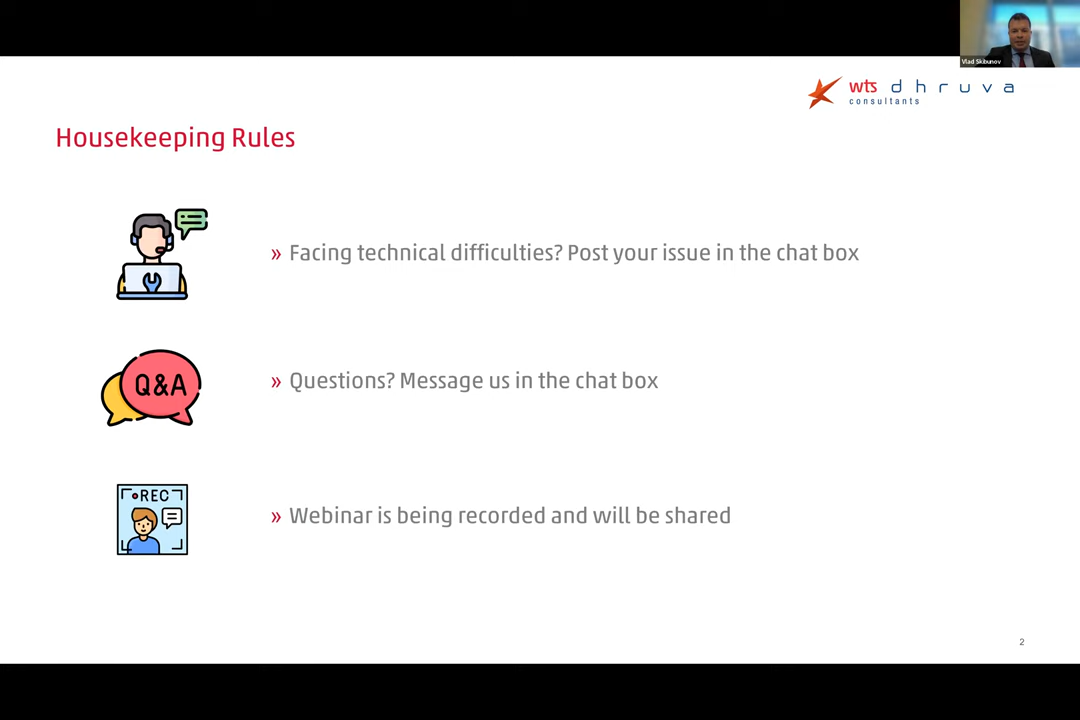 Vlad Skibunov
wts dhruva
consultants
Housekeeping Rules
» Facing technical difficulties? Post your issue in the chat box
Q&A
» Questions? Message us in the chat box
REC
» Webinar is being recorded and will be shared
2